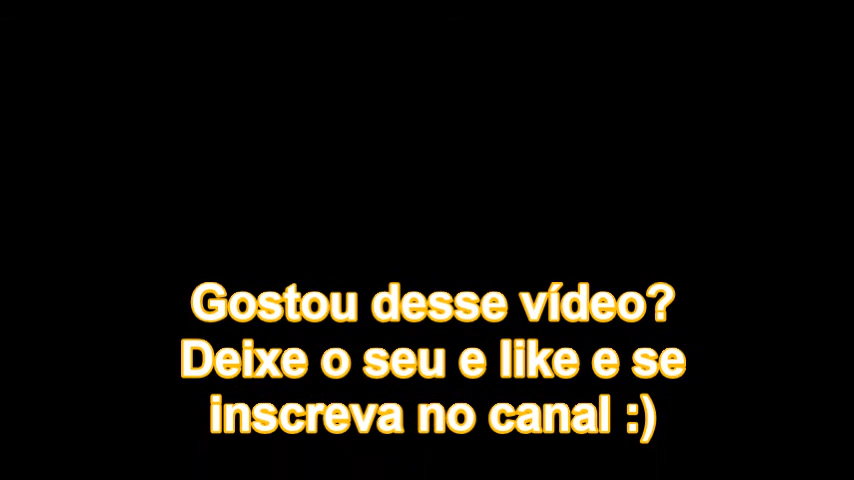 Gostou desse vídeo?
Deixe o seu e like e se
inscreva no canal :)